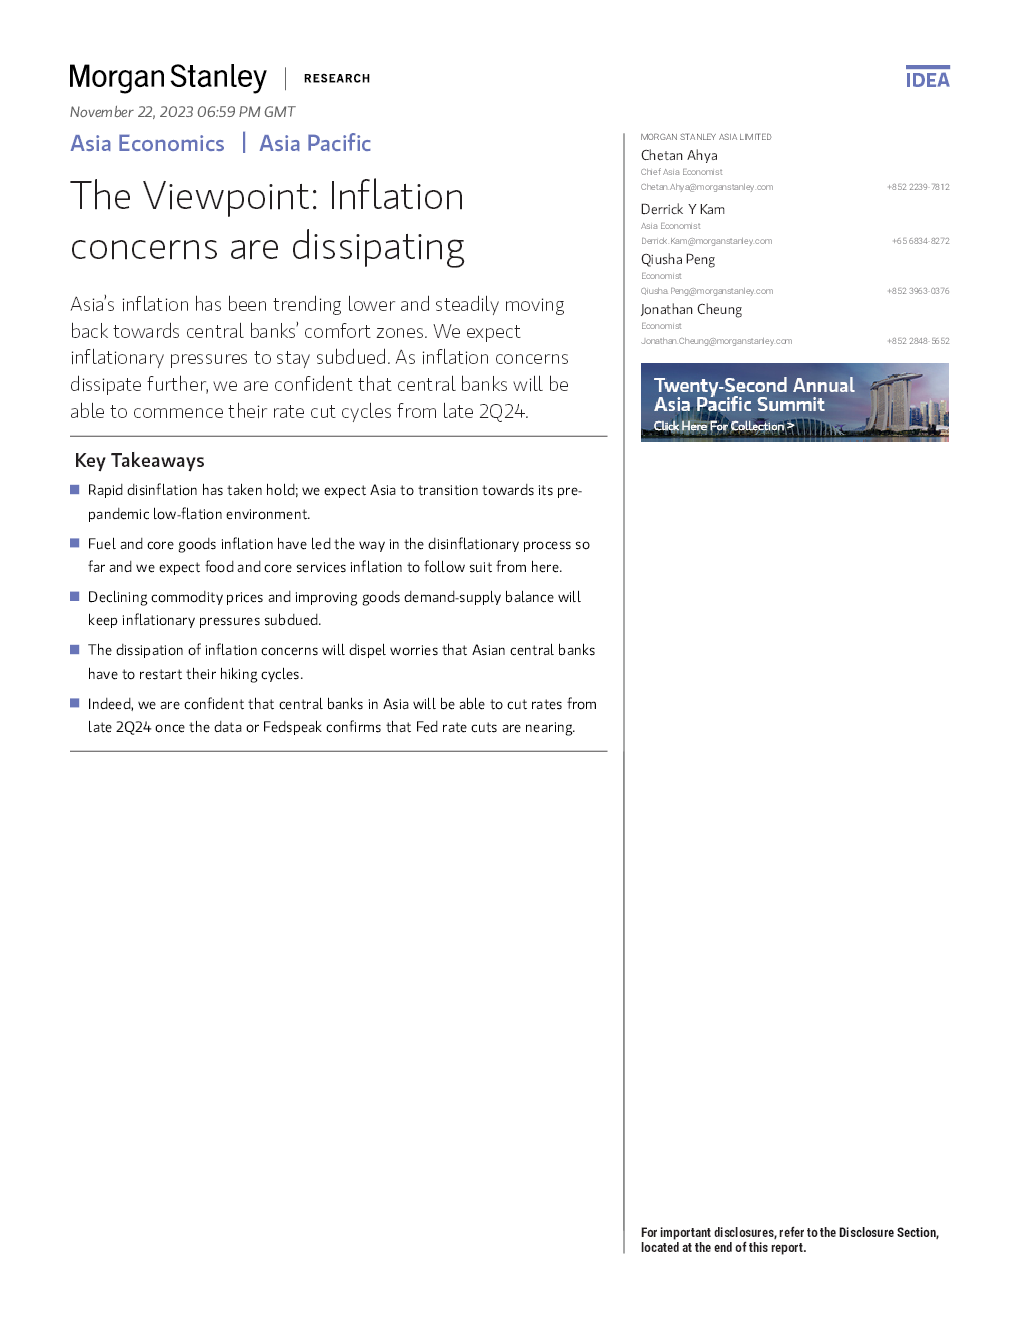 Morgan Stanley | RESEARCH
IDEA
November 22, 2023 06:59 PM GMT
Asia Economics | Asia Pacific
The Viewpoint: Inflation
concerns are dissipating
Asia's inflation has been trending lower and steadily moving
back towards central banks' comfort zones. We expect
inflationary pressures to stay subdued. As inflation concerns
dissipate further, we are confident that central banks will be
able to commence their rate cut cycles from late 2Q24.
Key Takeaways
Rapid disinflation has taken hold; we expect Asia to transition towards its pre-
pandemic low-flation environment.
Fuel and core goods inflation have led the way in the disinflationary process so
far and we expect food and core services inflation to follow suit from here.
Declining commodity prices and improving goods demand-supply balance will
keep inflationary pressures subdued.
The dissipation of inflation concerns will dispel worries that Asian central banks
have to restart their hiking cycles.
Indeed, we are confident that central banks in Asia will be able to cut rates from
late 2Q24 once the data or Fedspeak confirms that Fed rate cuts are nearing.
MORGAN STANLEY ASIA LIMITED
Chetan Ahya
Chief Asia Economist
Chetan.Ahya@morganstanley.com +852 2239-7812
Derrick Y Kam
Asia Economist
Derrick.Kam@morganstanley.com +65 6834-8272
Qiusha Peng
Economist
Qiusha.Peng@morganstanley.com +852 3963-0376
Jonathan Cheung
Economist
Jonathan.Cheung@morganstanley.com +852 2848-5652
Twenty-Second Annual
Asia Pacific Summit
Click Here For Collection >
For important disclosures, refer to the Disclosure Section,
located at the end of this report.